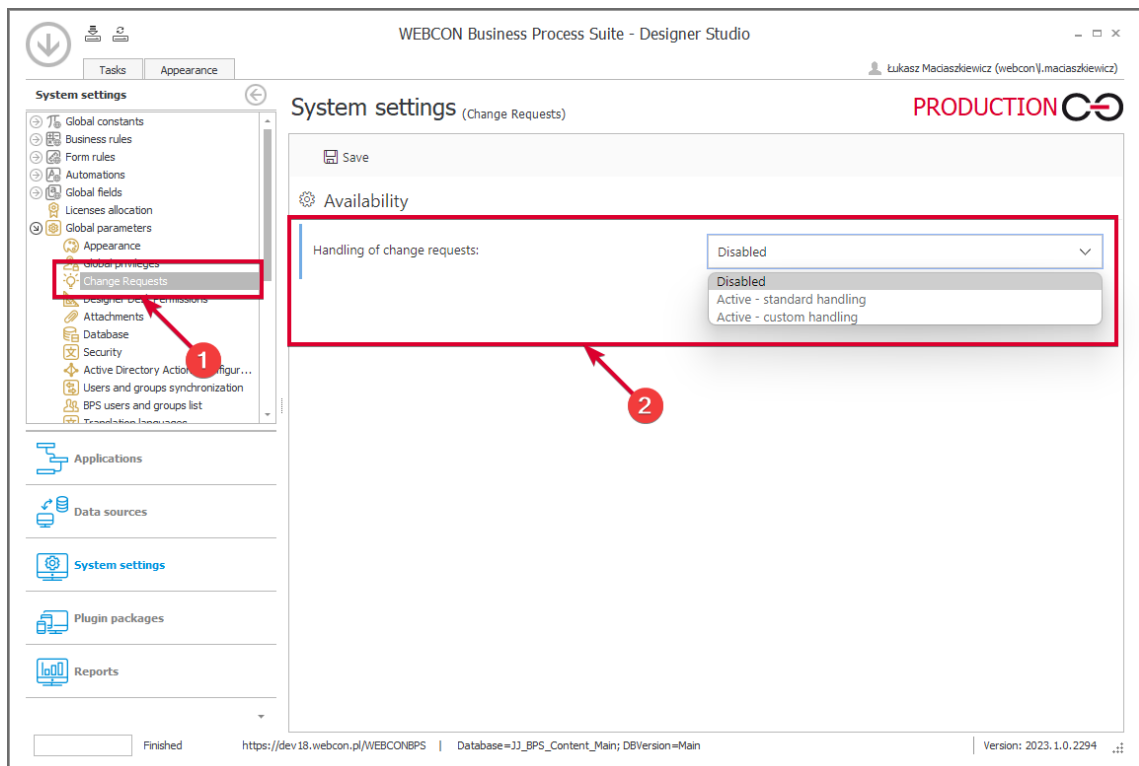 WEBCON Business Process Suite - Designer Studio
Tasks
Appearance
Łukasz Maciaszkiewicz (webcon\l.maciaszkiewicz)
System settings
Global constants
Business rules
Form rules
Automations
Global fields
Licenses allocation
Global parameters
Appearance
Global privileges
Change Requests
Designer Desk Permissions
Attachments
Database
Security
Active Directory Action
Users and groups synchronization
BPS users and groups list
Translation languages
Applications
Data sources
System settings
Plugin packages
Reports
System settings (Change Requests)
PRODUCTION
Save
Availability
Handling of change requests:
Disabled
Disabled
Active - standard handling
Active - custom handling
1
2
Finished
https://dev18.webcon.pl/WEBCONBPS | Database=JJ_BPS_Content_Main; DBVersion=Main
Version: 2023.1.0.2294